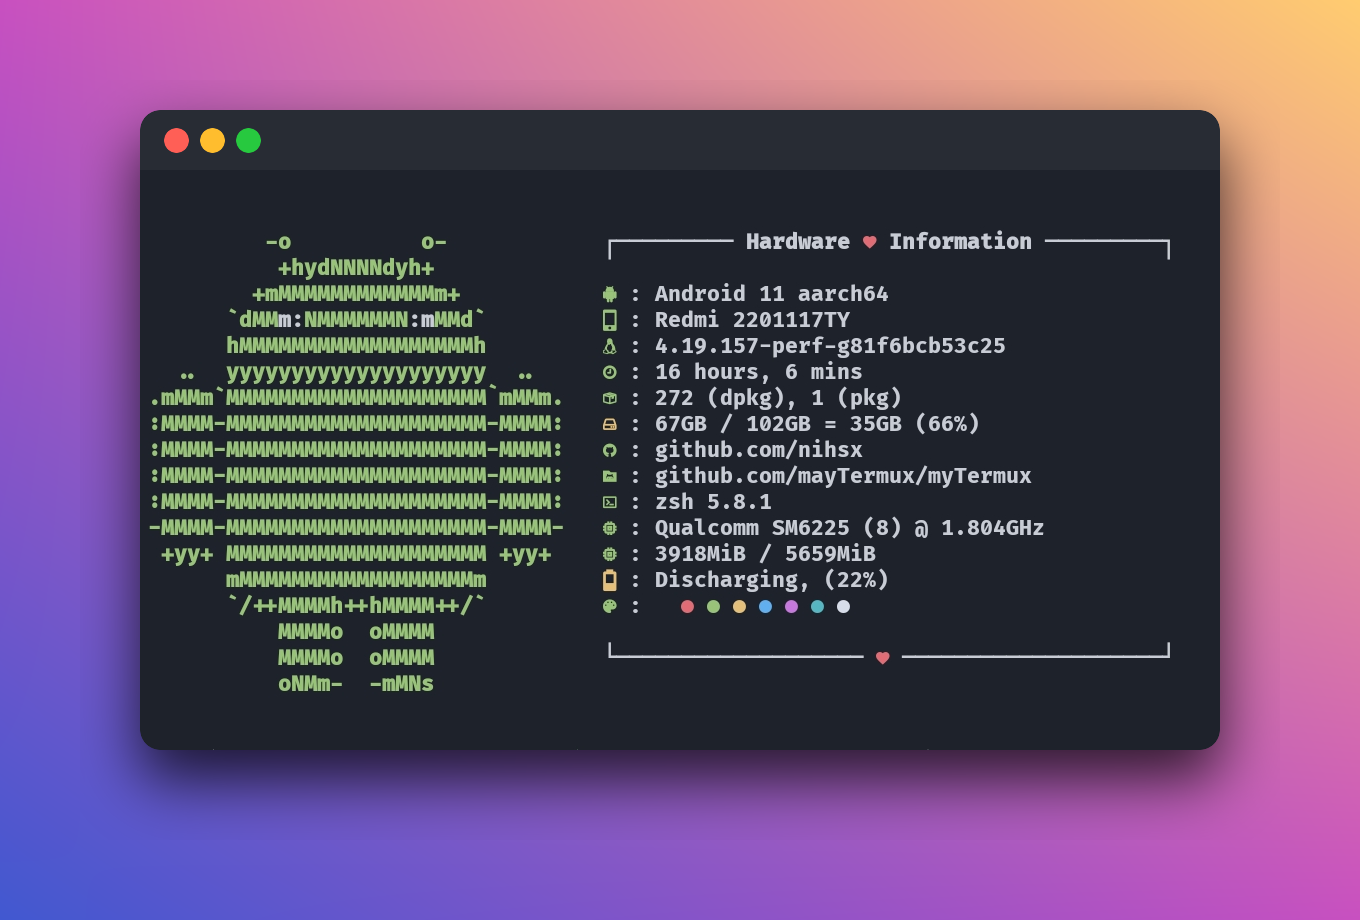 -o          o-
+hydNNNNdyh+
+mMMMMMMMMMMMMm+
`dMMm:NMMMMMMN:mMMd`
hMMMMMMMMMMMMMMMMMMh
..  yyyyyyyyyyyyyyyyyyyy  ..
.mMMm`MMMMMMMMMMMMMMMMMMMM`mMMm.
:MMMM-MMMMMMMMMMMMMMMMMMMM-MMMM:
:MMMM-MMMMMMMMMMMMMMMMMMMM-MMMM:
:MMMM-MMMMMMMMMMMMMMMMMMMM-MMMM:
:MMMM-MMMMMMMMMMMMMMMMMMMM-MMMM:
-MMMM-MMMMMMMMMMMMMMMMMMMM-MMMM-
+yy+ MMMMMMMMMMMMMMMMMMMM +yy+
mMMMMMMMMMMMMMMMMMMm
`/++MMMMh++hMMMM++/`
MMMMo  oMMMM
MMMMo  oMMMM
oNMm-  -mMNs
Hardware ♥ Information
: Android 11 aarch64
: Redmi 2201117TY
: 4.19.157-perf-g81f6bcb53c25
: 16 hours, 6 mins
: 272 (dpkg), 1 (pkg)
: 67GB / 102GB = 35GB (66%)
: github.com/nihsx
: github.com/mayTermux/myTermux
: zsh 5.8.1
: Qualcomm SM6225 (8) @ 1.804GHz
: 3918MiB / 5659MiB
: Discharging, (22%)
: